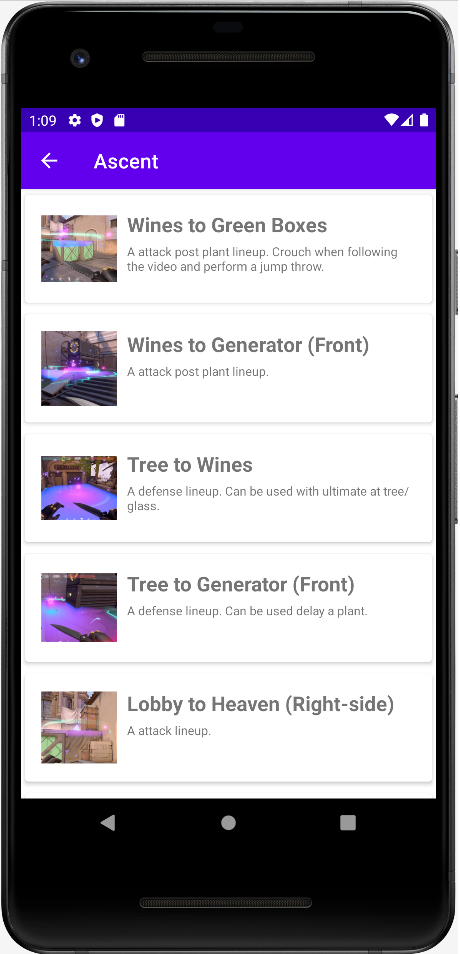 1:09
Ascent
Wines to Green Boxes
A attack post plant lineup. Crouch when following
the video and perform a jump throw.
Wines to Generator (Front)
A attack post plant lineup.
Tree to Wines
A defense lineup. Can be used with ultimate at tree/
glass.
Tree to Generator (Front)
A defense lineup. Can be used delay a plant.
Lobby to Heaven (Right-side)
A attack lineup.